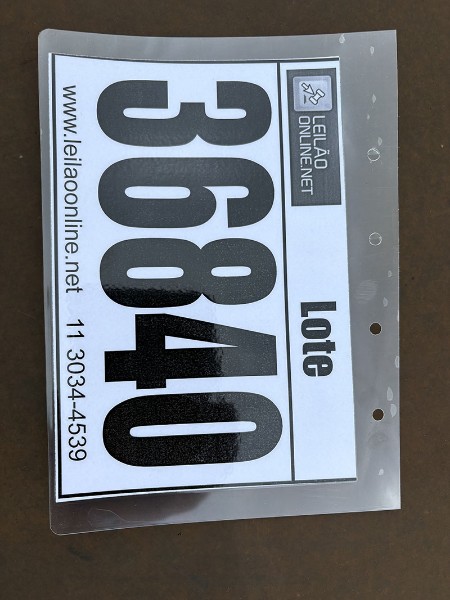 LEILÃO
ONLINE.NET
Lote
36840
www.leilaoonline.net 11 3034-4539